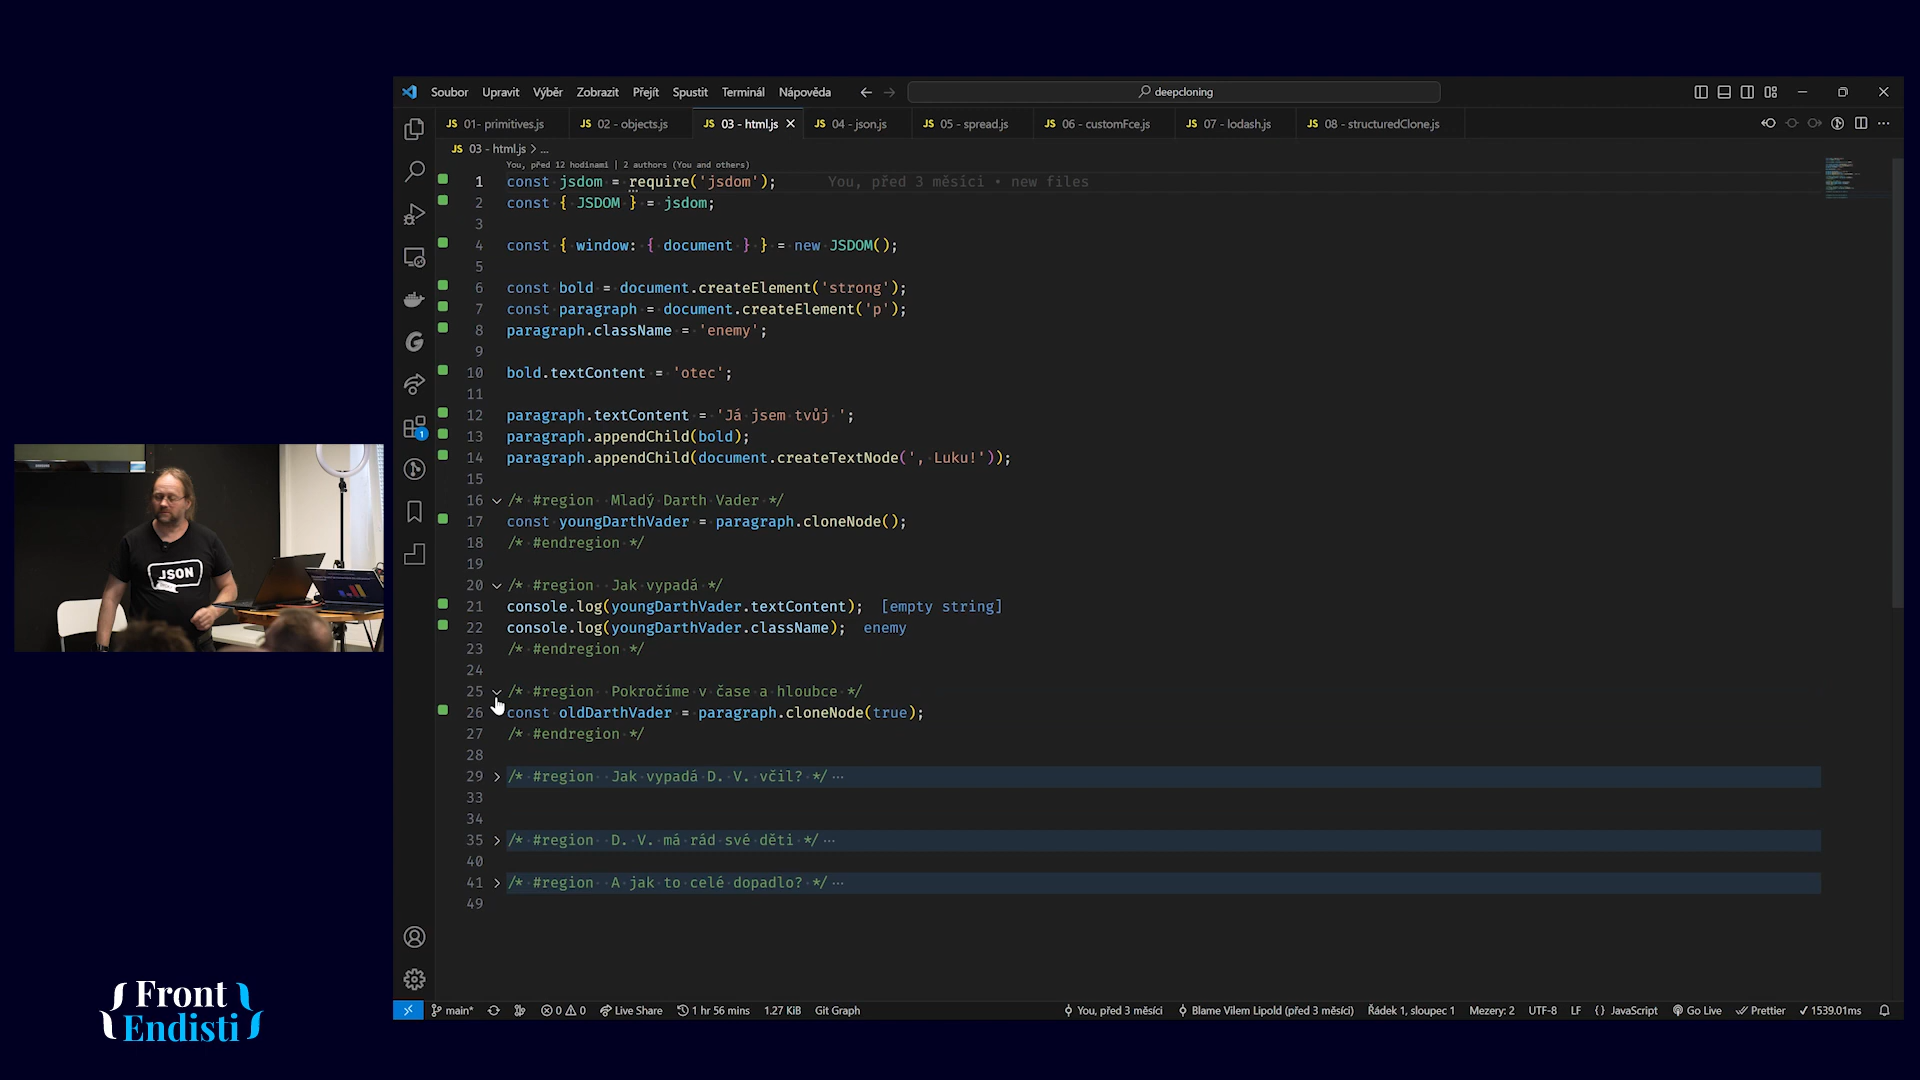 Soubor Upravit Výběr Zobrazit Přejít Spustit Terminál Nápověda
deepcloning
JS 01- primitives.js JS 02 - objects.js JS 03 - html.js JS 04 - json.js JS 05 - spread.js JS 06 - customFce.js JS 07 - lodash.js JS 08 - structuredClone.js
JS 03 - html.js > ...
You, před 12 hodinami | 2 authors (You and others)
1 const jsdom = require('jsdom'); You, před 3 měsíci • new files
2 const { JSDOM } = jsdom;
3
4 const { window: { document } } = new JSDOM();
5
6 const bold = document.createElement('strong');
7 const paragraph = document.createElement('p');
8 paragraph.className = 'enemy';
9
10 bold.textContent = 'otec';
11
12 paragraph.textContent = 'Já jsem tvůj ';
13 paragraph.appendChild(bold);
14 paragraph.appendChild(document.createTextNode(', Luku!'));
15
16 /* #region Mladý Darth Vader */
17 const youngDarthVader = paragraph.cloneNode();
18 /* #endregion */
19
20 /* #region Jak vypadá */
21 console.log(youngDarthVader.textContent); [empty string]
22 console.log(youngDarthVader.className); enemy
23 /* #endregion */
24
25 /* #region Pokročíme v čase a hloubce */
26 const oldDarthVader = paragraph.cloneNode(true);
27 /* #endregion */
28
29 /* #region Jak vypadá D. V. včil? */ ...
33
34
35 /* #region D. V. má rád své děti */ ...
40
41 /* #region A jak to celé dopadlo? */ ...
49
1
JSON
{ Front
Endisti }
main* 0 0 Live Share 1 hr 56 mins 1.27 KiB Git Graph You, před 3 měsíci Blame Vilem Lipold (před 3 měsíci) Řádek 1, sloupec 1 Mezery: 2 UTF-8 LF {} JavaScript Go Live Prettier 1539.01ms